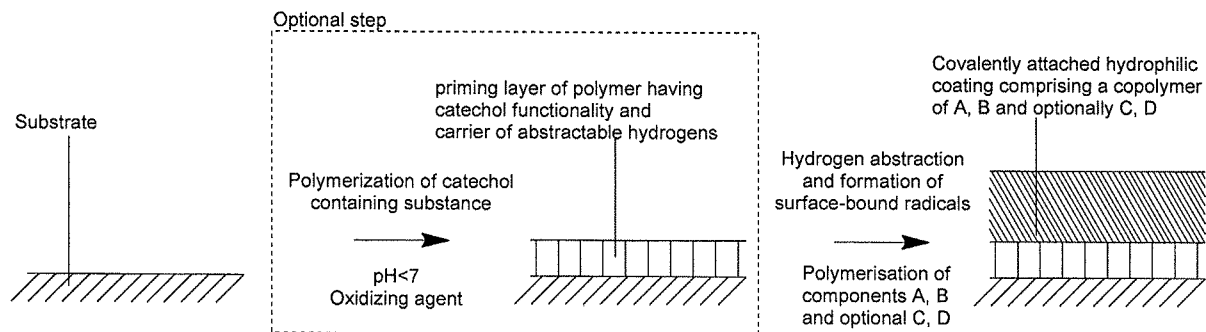 Optional step
Substrate
priming layer of polymer having
catechol functionality and
carrier of abstractable hydrogens
Polymerization of catechol
containing substance
pH<7
Oxidizing agent
Covalently attached hydrophilic
coating comprising a copolymer
of A, B and optionally C, D
Hydrogen abstraction
and formation of
surface-bound radicals
Polymerisation of
components A, B
and optional C, D